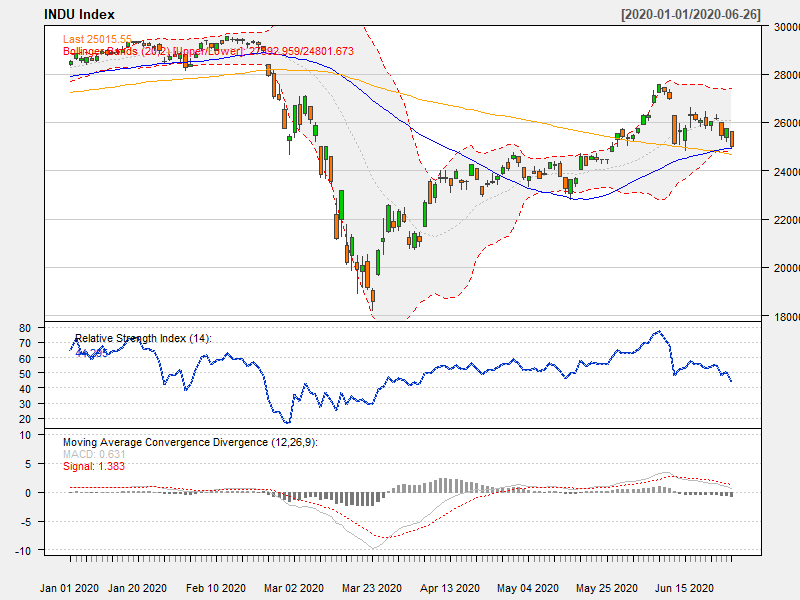 INDU Index [2020-01-01/2020-06-26]
Last 25015.55
Bollinger Bands (20,2) [Upper/Lower]: 27392.959/24801.673
30000
28000
26000
24000
22000
20000
18000
Relative Strength Index (14):
44.295
80
70
60
50
40
30
20
Moving Average Convergence Divergence (12,26,9):
MACD: 0.631
Signal: 1.383
10
5
0
-5
-10
Jan 01 2020 Jan 20 2020 Feb 10 2020 Mar 02 2020 Mar 23 2020 Apr 13 2020 May 04 2020 May 25 2020 Jun 15 2020